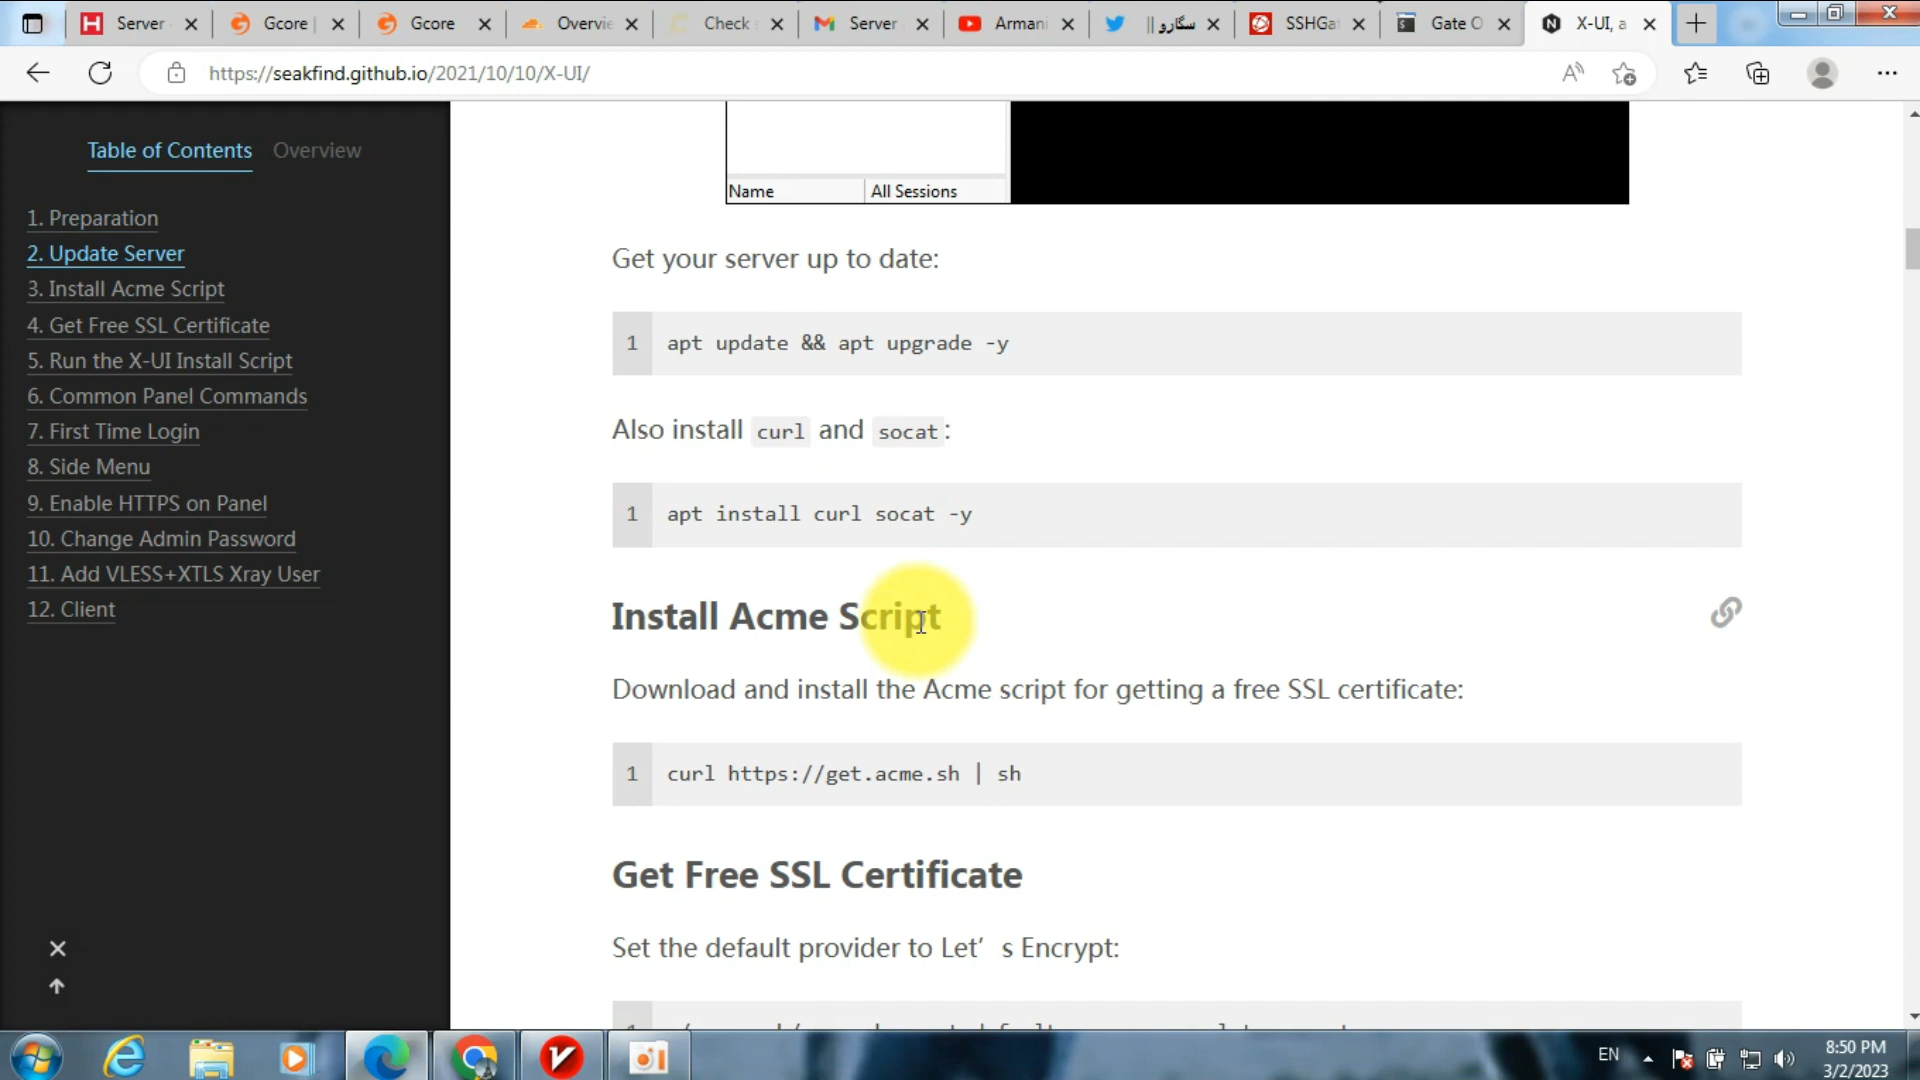 Server
Gcore |
Gcore
Overvie
Check
Server
Armani
سگارو ||
SSHGa
Gate O
X-UI, a
https://seakfind.github.io/2021/10/10/X-UI/
Table of Contents
Overview
1. Preparation
2. Update Server
3. Install Acme Script
4. Get Free SSL Certificate
5. Run the X-UI Install Script
6. Common Panel Commands
7. First Time Login
8. Side Menu
9. Enable HTTPS on Panel
10. Change Admin Password
11. Add VLESS+XTLS Xray User
12. Client
Name
All Sessions
Get your server up to date:
1 apt update && apt upgrade -y
Also install curl and socat:
1 apt install curl socat -y
Install Acme Script
Download and install the Acme script for getting a free SSL certificate:
1 curl https://get.acme.sh | sh
Get Free SSL Certificate
Set the default provider to Let’s Encrypt:
EN
8:50 PM
3/2/2023